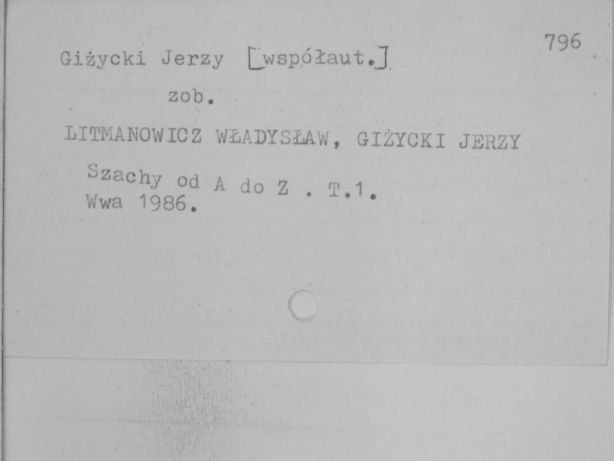 796
Giżycki Jerzy [współaut.]
zob.
LITMANOWICZ WŁADYSŁAW, GIŻYCKI JERZY
Szachy od A do Z . T.1.
Wwa 1986.